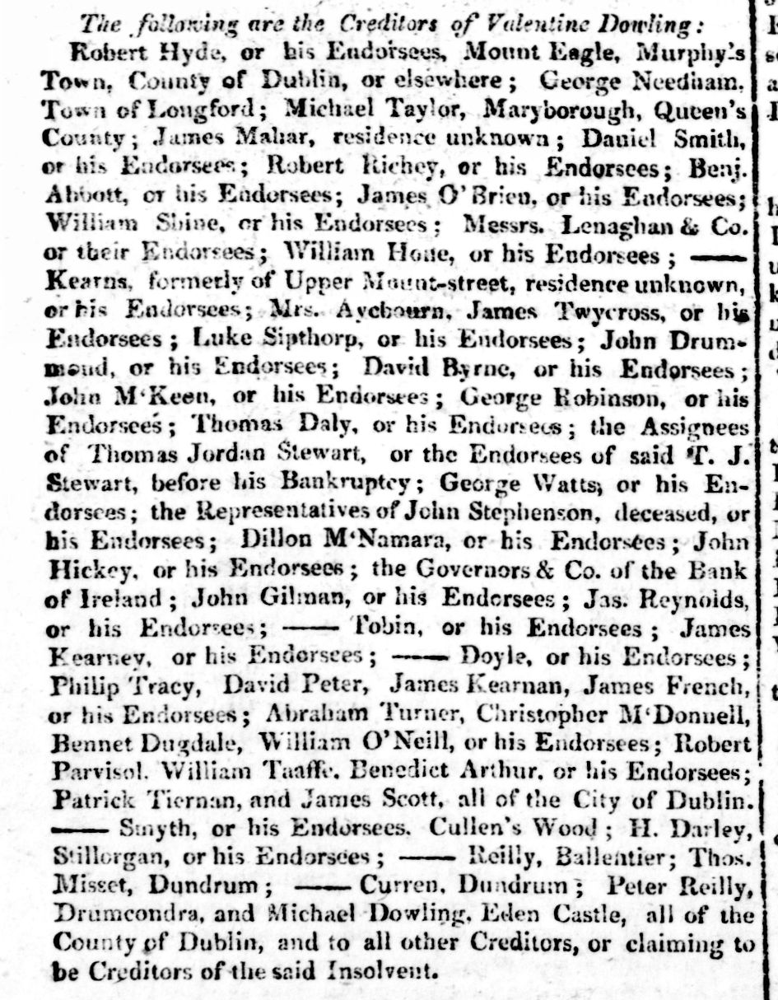 The following are the Creditors of Valentine Dowling:
Robert Hyde, or his Endorsees, Mount Eagle, Murphy's
Town, County of Dublin, or elsewhere; George Needham,
Town of Longford; Michael Taylor, Maryborough, Queen's
County; James Mahar, residence unknown; Daniel Smith,
or his Endorsees; Robert Richey, or his Endorsees; Benj.
Abbott, or his Endorsees; James O'Brien, or his Endorsees;
William Shine, or his Endorsees; Messrs. Lenaghan & Co.
or their Endorsees; William Hone, or his Endorsees; ——
Kearns, formerly of Upper Mount-street, residence unknown,
or his Endorsees; Mrs. Aycbourn, James Twycross, or his
Endorsees; Luke Sipthorp, or his Endorsees; John Drum-
mond, or his Endorsees; David Byrne, or his Endorsees;
John M'Keen, or his Endorsees; George Robinson, or his
Endorsees; Thomas Daly, or his Endorsees; the Assignees
of Thomas Jordan Stewart, or the Endorsees of said T. J.
Stewart, before his Bankruptcy; George Watts, or his En-
dorsees; the Representatives of John Stephenson, deceased, or
his Endorsees; Dillon M'Namara, or his Endorsees; John
Hickey, or his Endorsees; the Governors & Co. of the Bank
of Ireland; John Gilman, or his Endorsees; Jas. Reynolds,
or his Endorsees; —— Tobin, or his Endorsees; James
Kearney, or his Endorsees; —— Doyle, or his Endorsees;
Philip Tracy, David Peter, James Kearnan, James French,
or his Endorsees; Abraham Turner, Christopher M'Donnell,
Bennet Dugdale, William O'Neill, or his Endorsees; Robert
Parvisol, William Taaffe, Benedict Arthur, or his Endorsees;
Patrick Tiernan, and James Scott, all of the City of Dublin.
—— Smyth, or his Endorsees, Cullen's Wood; H. Darley,
Stillorgan, or his Endorsees; —— Reilly, Ballentier; Thos.
Misset, Dundrum; —— Curren, Dundrum; Peter Reilly,
Drumcondra, and Michael Dowling, Eden Castle, all of the
County of Dublin, and to all other Creditors, or claiming to
be Creditors of the said Insolvent.